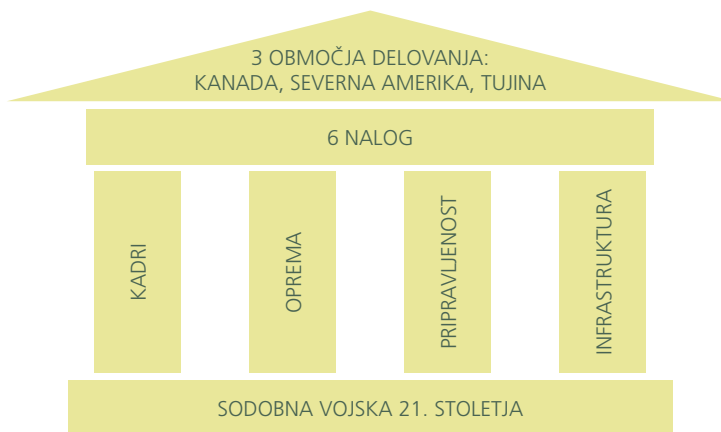 3 OBMOČJA DELOVANJA:
KANADA, SEVERNA AMERIKA, TUJINA
6 NALOG
KADRI
OPREMA
PRIPRAVLJENOST
INFRASTRUKTURA
SODOBNA VOJSKA 21. STOLETJA